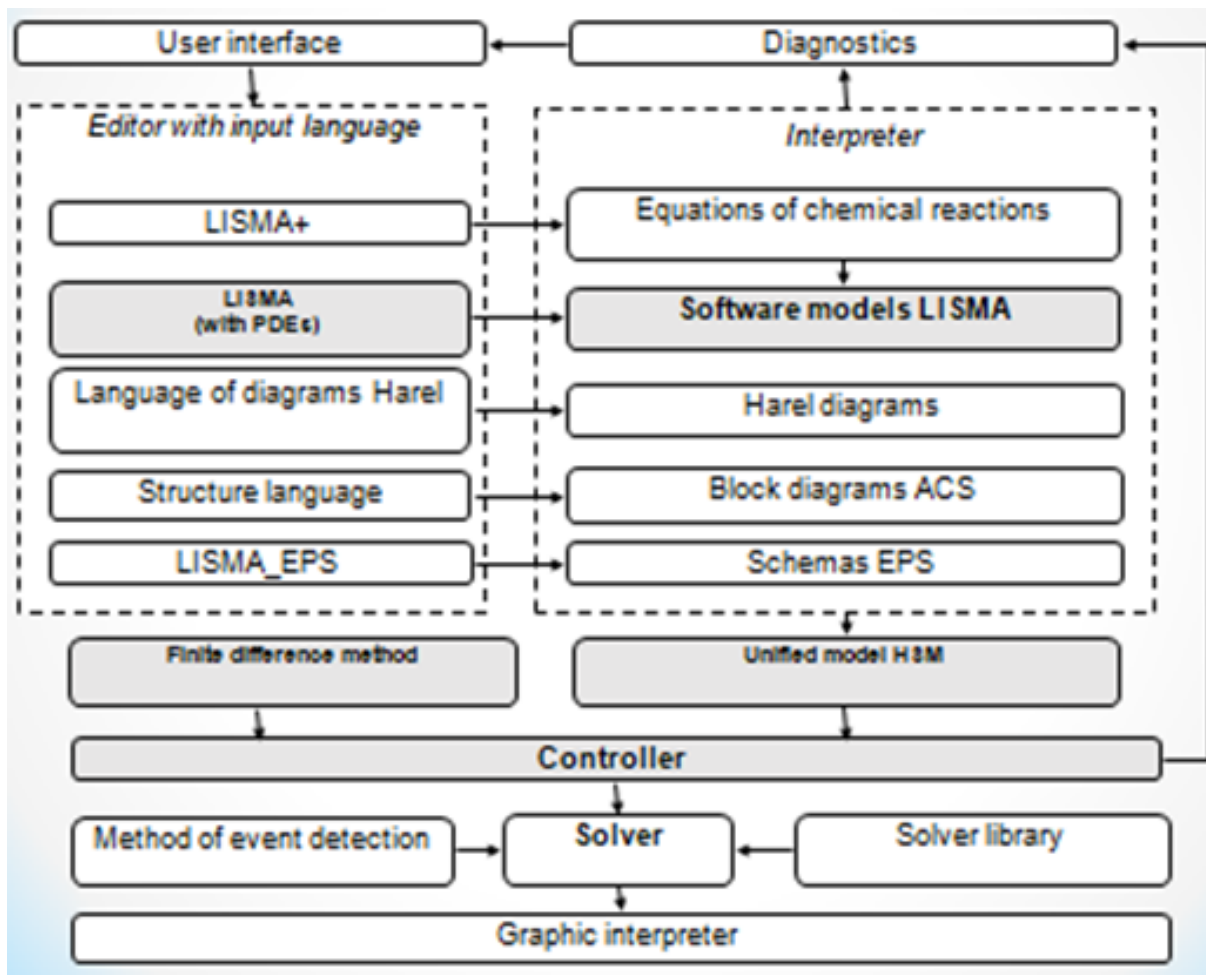 User interface
Diagnostics
Editor with input language
Interpreter
LISMA+
Equations of chemical reactions
LISMA
(with PDEs)
Software models LISMA
Language of diagrams Harel
Harel diagrams
Structure language
Block diagrams ACS
LISMA_EPS
Schemas EPS
Finite difference method
Unified model HSM
Controller
Method of event detection
Solver
Solver library
Graphic interpreter